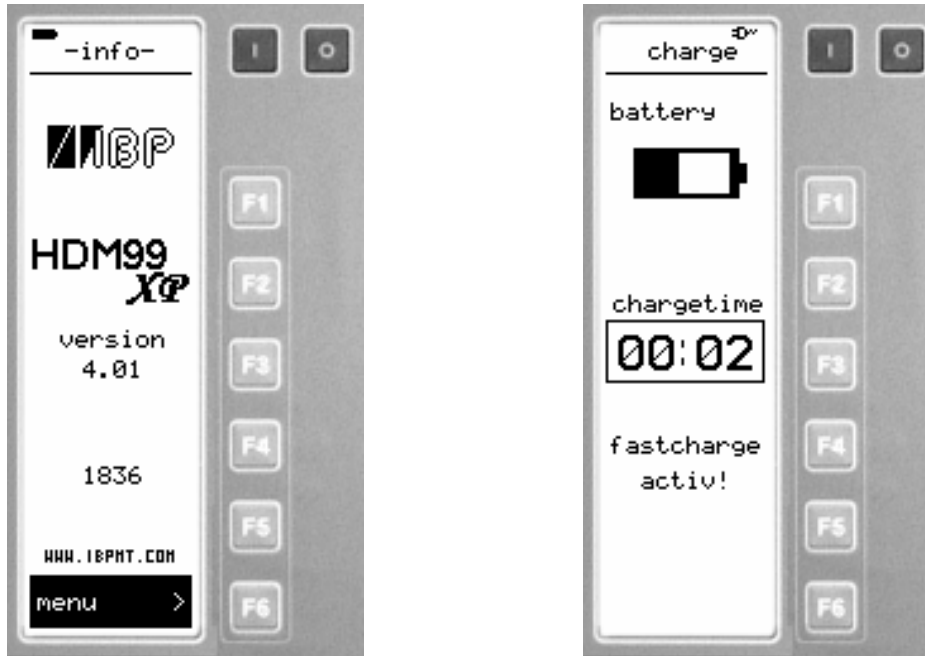 -info-
IBP
HDM99
XP
version
4.01
1836
WWW.IBPMT.COM
menu >
I O
F1
F2
F3
F4
F5
F6
charge
battery
chargetime
00:02
fastcharge
activ!
I O
F1
F2
F3
F4
F5
F6